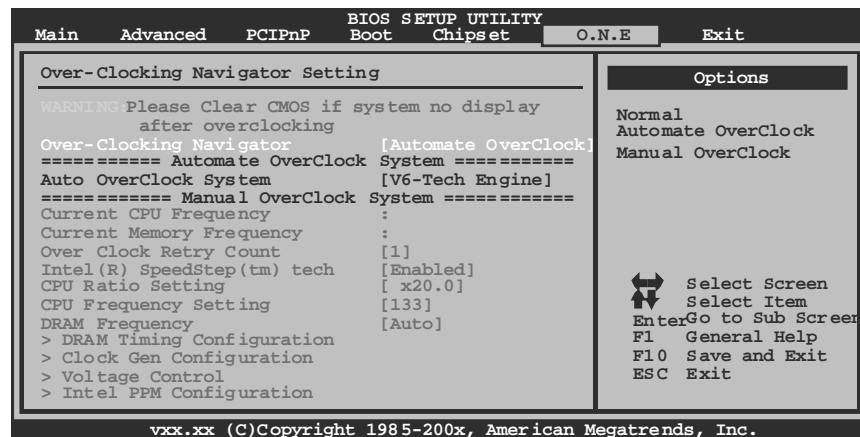 BIOS SETUP UTILITY
Main Advanced PCIPnP Boot Chipset O.N.E Exit
Over-Clocking Navigator Setting
WARNING:Please Clear CMOS if system no display
after overclocking
Over-Clocking Navigator [Automate OverClock]
=========== Automate OverClock System ===========
Auto OverClock System [V6-Tech Engine]
============ Manual OverClock System ============
Current CPU Frequency :
Current Memory Frequency :
Over Clock Retry Count [1]
Intel(R) SpeedStep(tm) tech [Enabled]
CPU Ratio Setting [ x20.0]
CPU Frequency Setting [133]
DRAM Frequency [Auto]
> DRAM Timing Configuration
> Clock Gen Configuration
> Voltage Control
> Intel PPM Configuration
Options
Normal
Automate OverClock
Manual OverClock
Select Screen
Select Item
Enter Go to Sub Screen
F1 General Help
F10 Save and Exit
ESC Exit
vxx.xx (C)Copyright 1985-200x, American Megatrends, Inc.